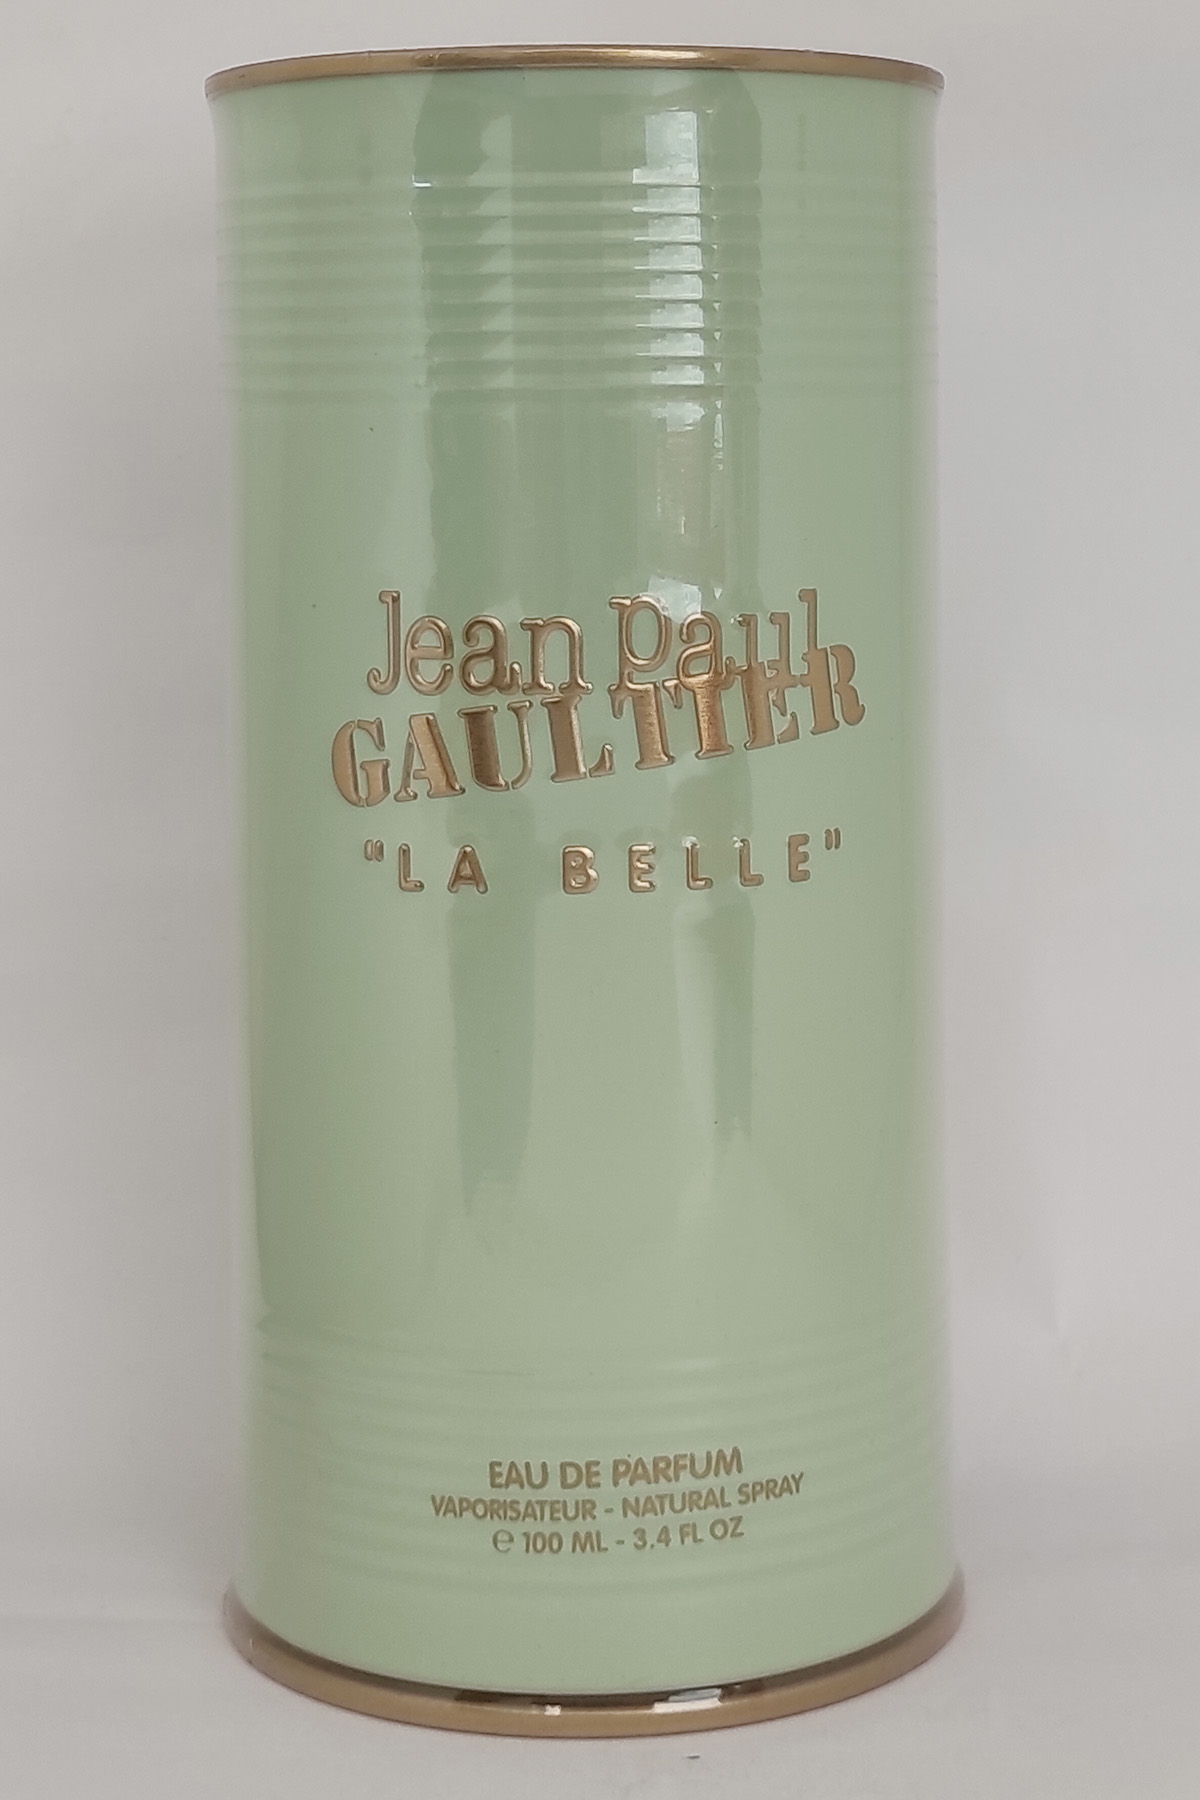 Jean Paul
GAULTIER
"LA BELLE"
EAU DE PARFUM
VAPORISATEUR - NATURAL SPRAY
℮ 100 ML - 3.4 FL OZ